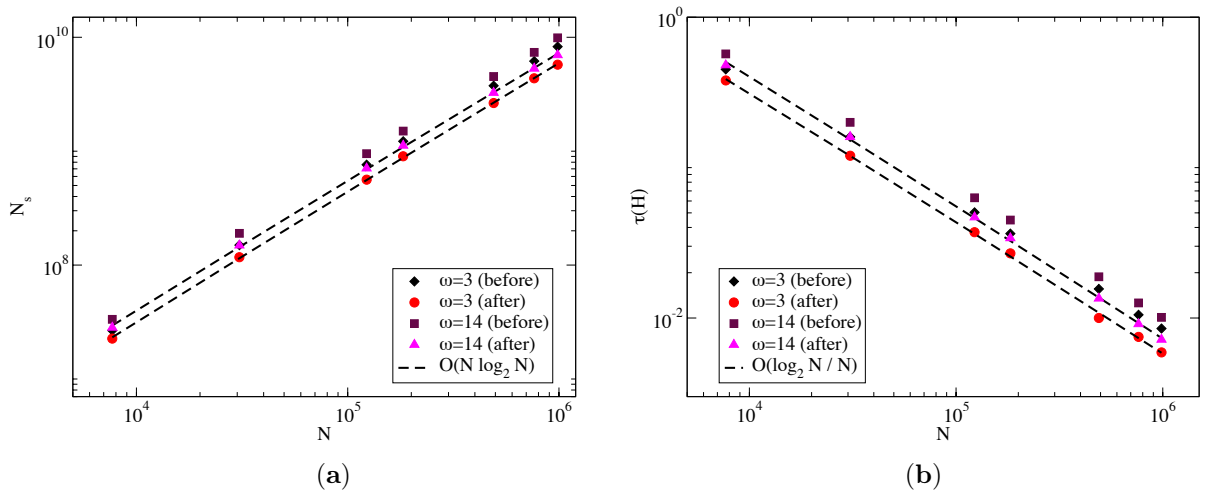 10^10
10^8
N_s
ω=3 (before)
ω=3 (after)
ω=14 (before)
ω=14 (after)
O(N log_2 N)
10^4 10^5 10^6
N
(a)
10^0
10^-2
τ(H)
ω=3 (before)
ω=3 (after)
ω=14 (before)
ω=14 (after)
O(log_2 N / N)
10^4 10^5 10^6
N
(b)